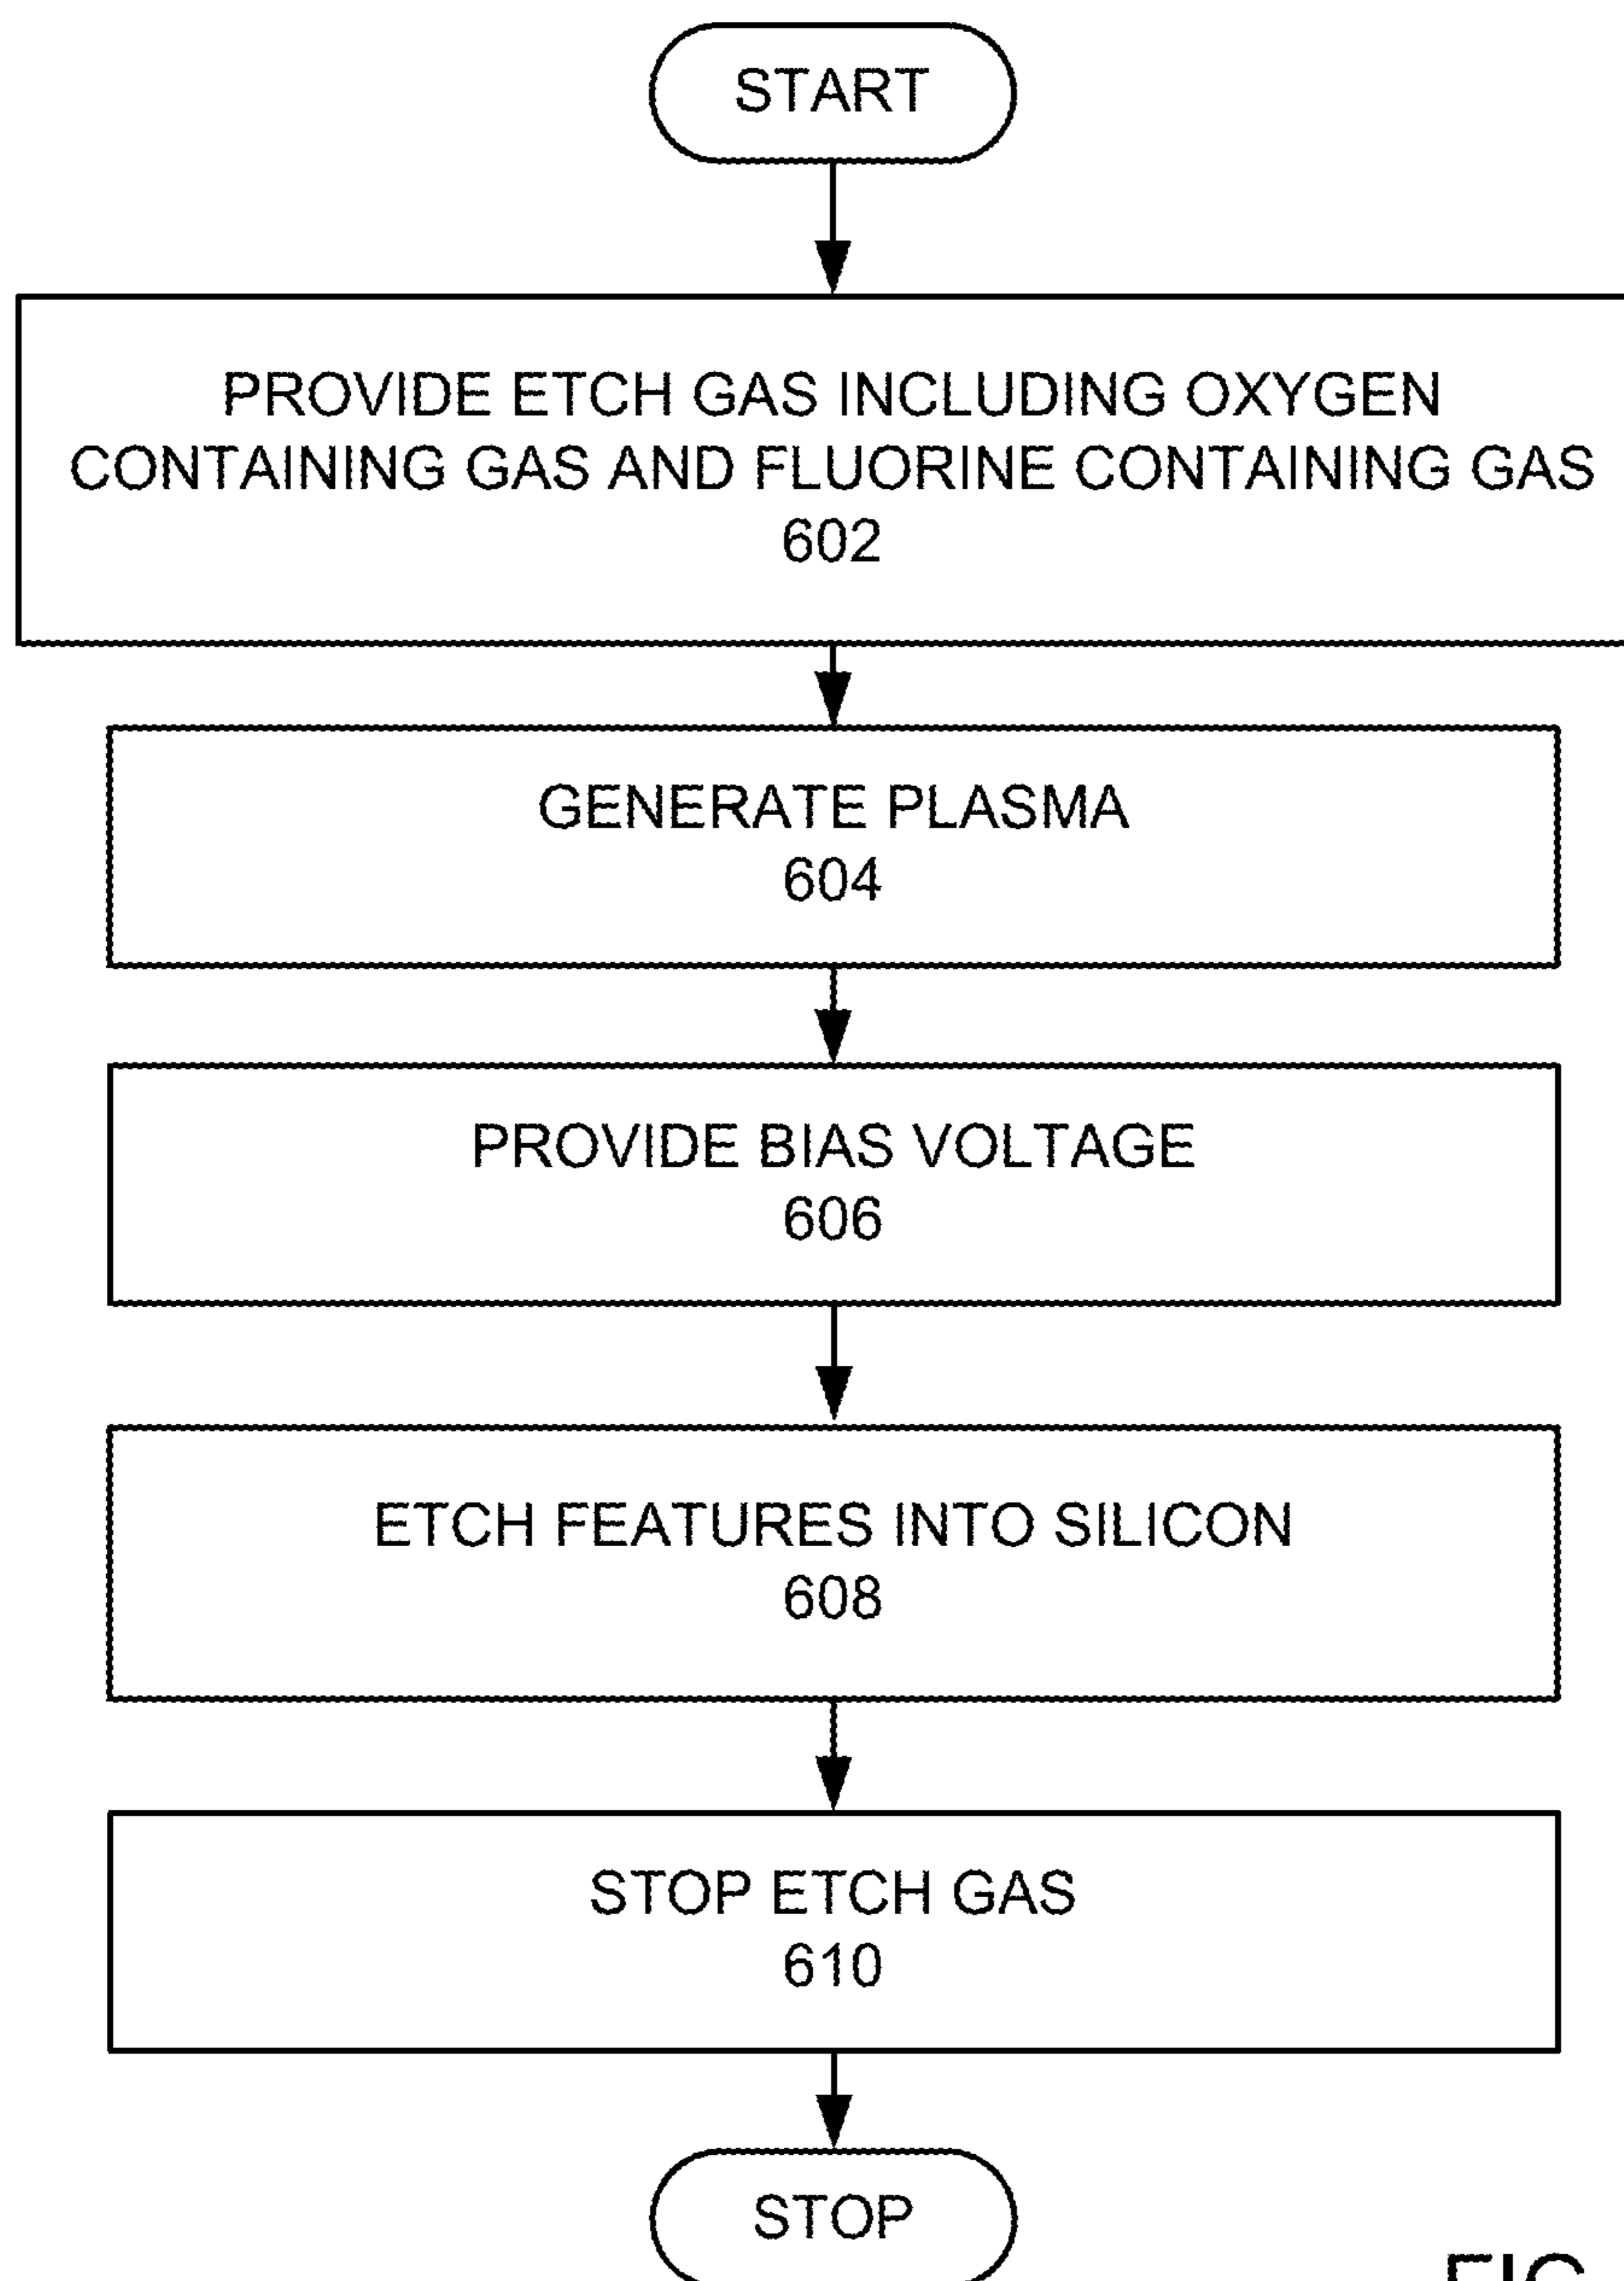 START
PROVIDE ETCH GAS INCLUDING OXYGEN
CONTAINING GAS AND FLUORINE CONTAINING GAS
602
GENERATE PLASMA
604
PROVIDE BIAS VOLTAGE
606
ETCH FEATURES INTO SILICON
608
STOP ETCH GAS
610
STOP